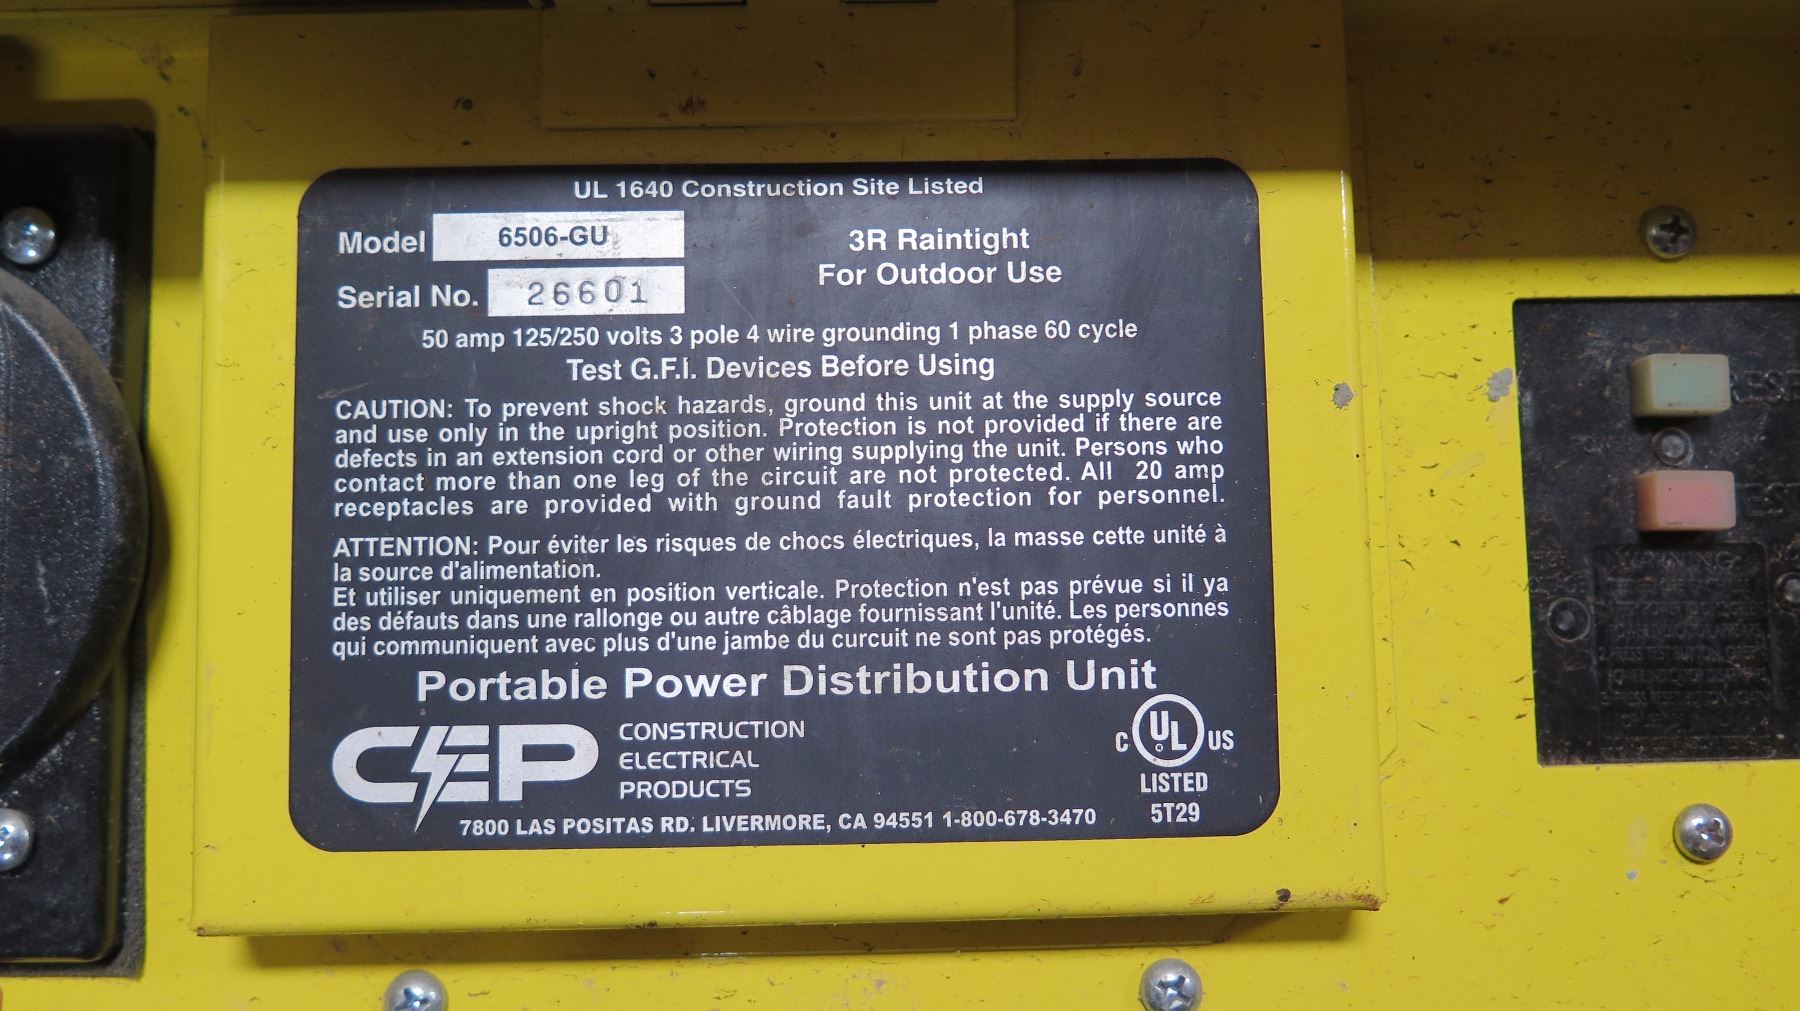 UL 1640 Construction Site Listed
Model 6506-GU
Serial No. 26601
3R Raintight
For Outdoor Use
50 amp 125/250 volts 3 pole 4 wire grounding 1 phase 60 cycle
Test G.F.I. Devices Before Using
CAUTION: To prevent shock hazards, ground this unit at the supply source
and use only in the upright position. Protection is not provided if there are
defects in an extension cord or other wiring supplying the unit. Persons who
contact more than one leg of the circuit are not protected. All 20 amp
receptacles are provided with ground fault protection for personnel.
ATTENTION: Pour éviter les risques de chocs électriques, la masse cette unité à
la source d'alimentation.
Et utiliser uniquement en position verticale. Protection n'est pas prévue si il ya
des défauts dans une rallonge ou autre câblage fournissant l'unité. Les personnes
qui communiquent avec plus d'une jambe du curcuit ne sont pas protégés.
Portable Power Distribution Unit
CEP
CONSTRUCTION
ELECTRICAL
PRODUCTS
C UL US
LISTED
5T29
7800 LAS POSITAS RD. LIVERMORE, CA 94551 1-800-678-3470